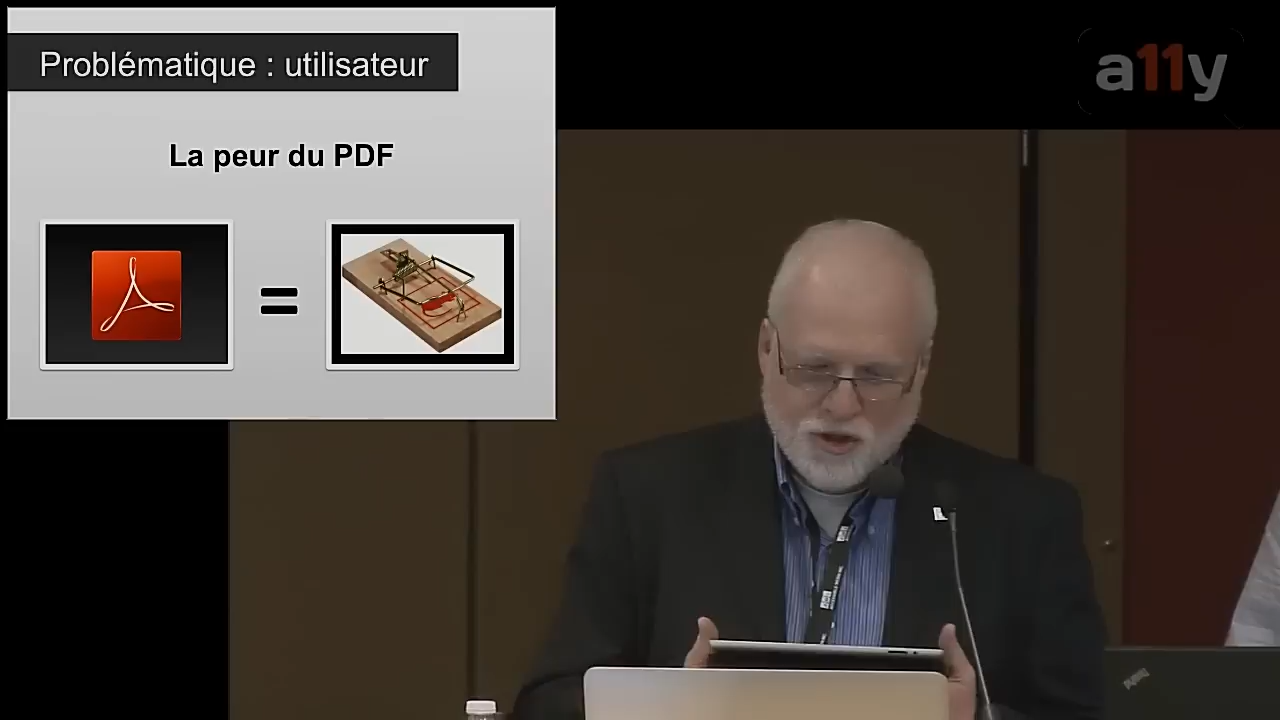 Problématique : utilisateur
a11y
La peur du PDF
=